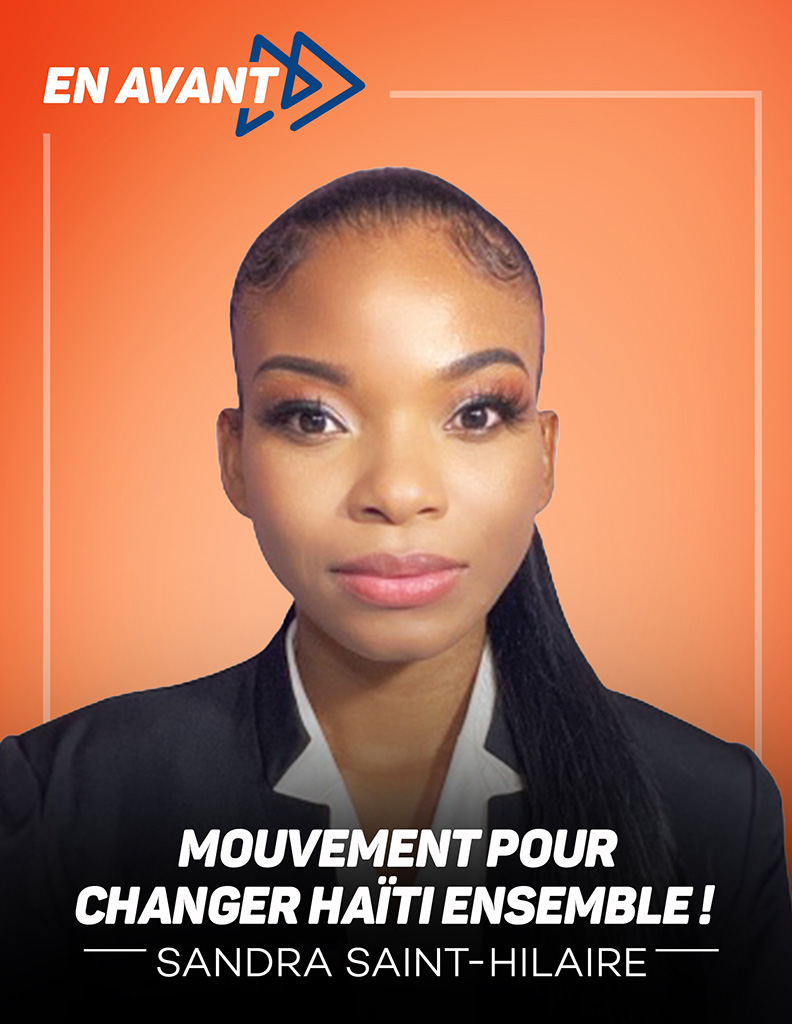 EN AVANT
MOUVEMENT POUR
CHANGER HAÏTI ENSEMBLE !
SANDRA SAINT-HILAIRE